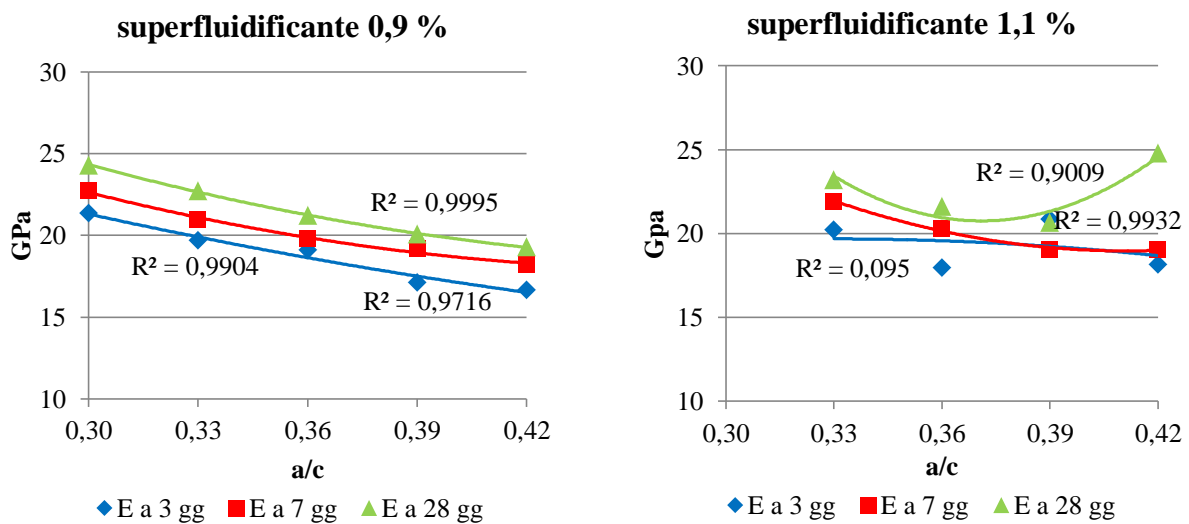 superfluidificante 0,9 %
30
25
20
15
10
GPa
R² = 0,9995
R² = 0,9904
R² = 0,9716
0,30 0,33 0,36 0,39 0,42
a/c
E a 3 gg E a 7 gg E a 28 gg
superfluidificante 1,1 %
30
25
20
15
10
Gpa
R² = 0,9009
R² = 0,9932
R² = 0,095
0,30 0,33 0,36 0,39 0,42
a/c
E a 3 gg E a 7 gg E a 28 gg